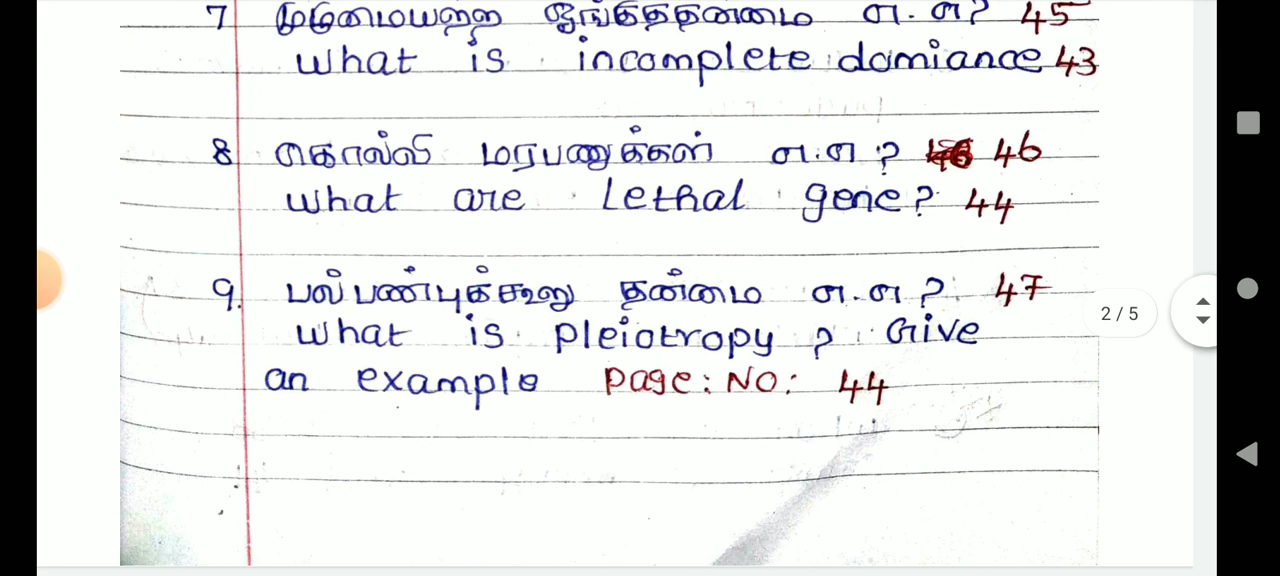 7 முழுமையற்ற ஓங்குத்தன்மை எ.எ? 45
What is incomplete domiance 43
8 கொல்லி மரபணுக்கள் எ.எ? 46
What are Lethal gene? 44
9. பல்பண்புக்கூறு தன்மை எ.எ? 47
What is Pleiotropy? Give
an example Page: No: 44
2 / 5